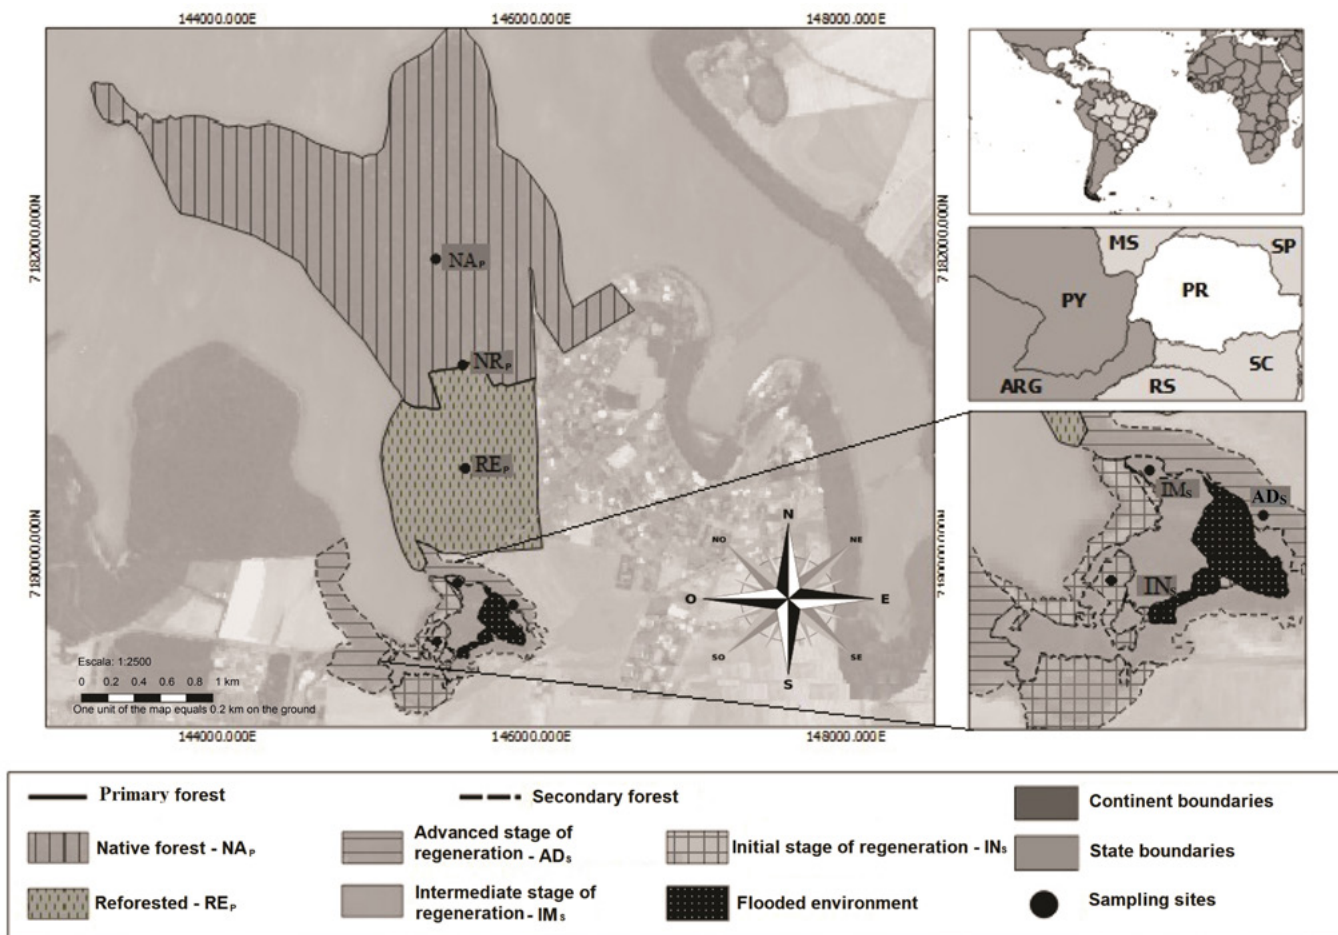 144000.000E 146000.000E 148000.000E
7182000.000N
7182000.000N
7180000.000N
7180000.000N
NAP
NRP
REP
N
NO
NE
O
E
SO
SE
S
Escala: 1:2500
0 0.2 0.4 0.6 0.8 1 km
One unit of the map equals 0.2 km on the ground
144000.000E 146000.000E 148000.000E
MS
SP
PY
PR
SC
ARG
RS
IMS
ADS
INS
Primary forest
Secondary forest
Continent boundaries
Native forest - NAP
Advanced stage of
regeneration - ADS
Initial stage of regeneration - INS
State boundaries
Reforested - REP
Intermediate stage of
regeneration- IMS
Flooded environment
Sampling sites